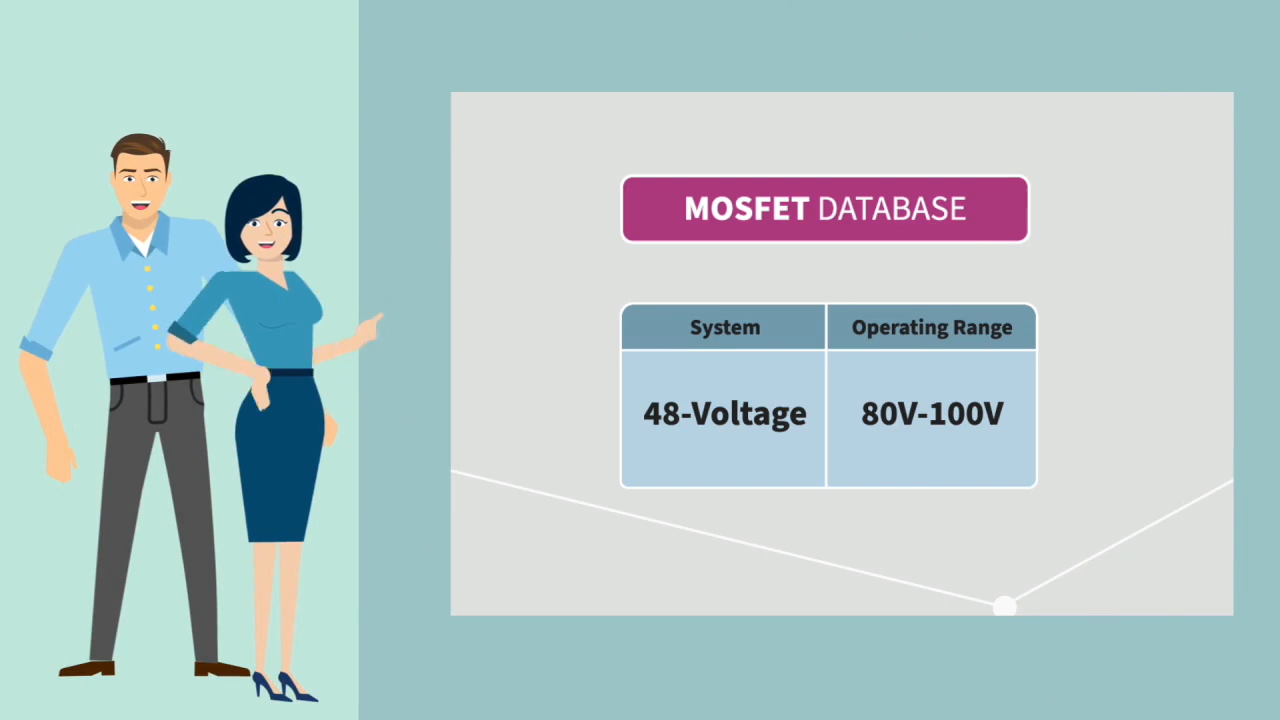 MOSFET DATABASE
System Operating Range
48-Voltage 80V-100V